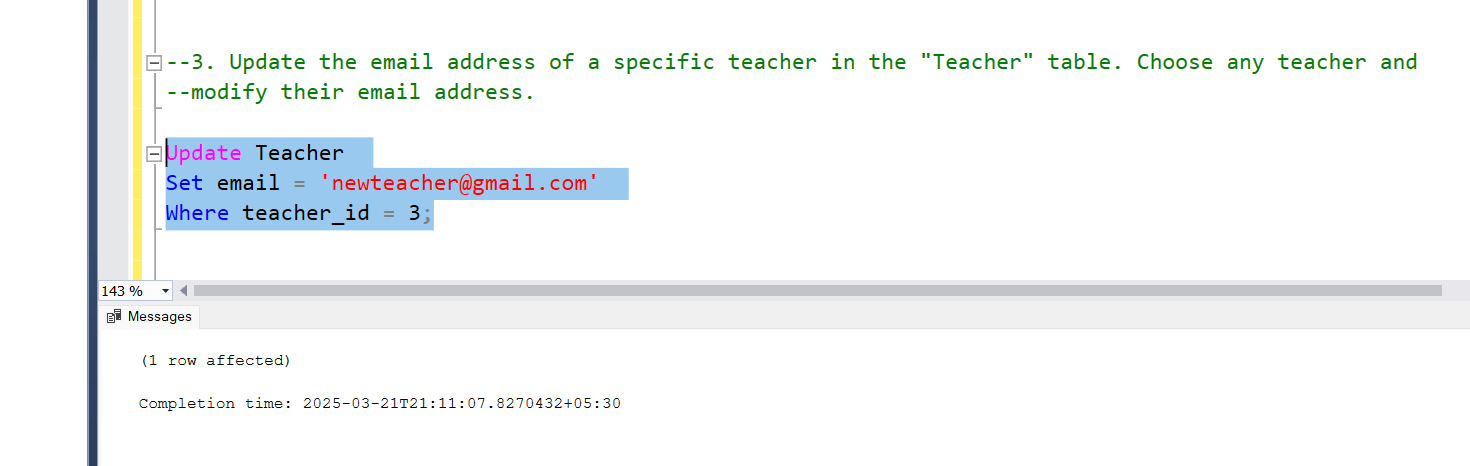 --3. Update the email address of a specific teacher in the "Teacher" table. Choose any teacher and
--modify their email address.
Update Teacher
Set email = 'newteacher@gmail.com'
Where teacher_id = 3;
143 %
Messages
(1 row affected)
Completion time: 2025-03-21T21:11:07.8270432+05:30